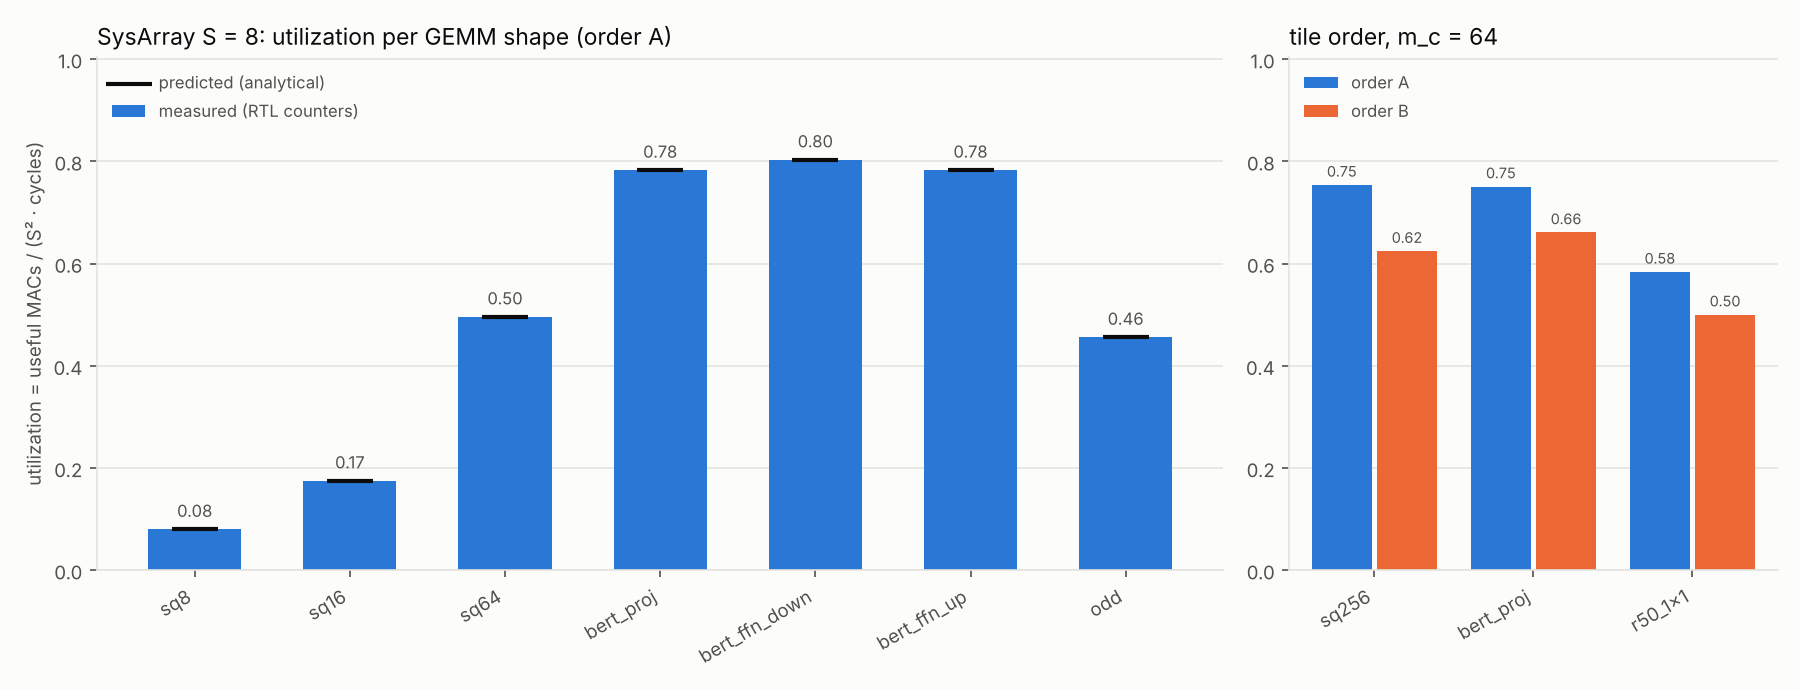 SysArray S = 8: utilization per GEMM shape (order A)
predicted (analytical)
measured (RTL counters)
utilization = useful MACs / (S² · cycles)
1.0
0.8
0.6
0.4
0.2
0.0
0.08
0.17
0.50
0.78
0.80
0.78
0.46
sq8
sq16
sq64
bert_proj
bert_ffn_down
bert_ffn_up
odd
tile order, m_c = 64
order A
order B
1.0
0.8
0.6
0.4
0.2
0.0
0.75
0.62
0.75
0.66
0.58
0.50
sq256
bert_proj
r50_1×1